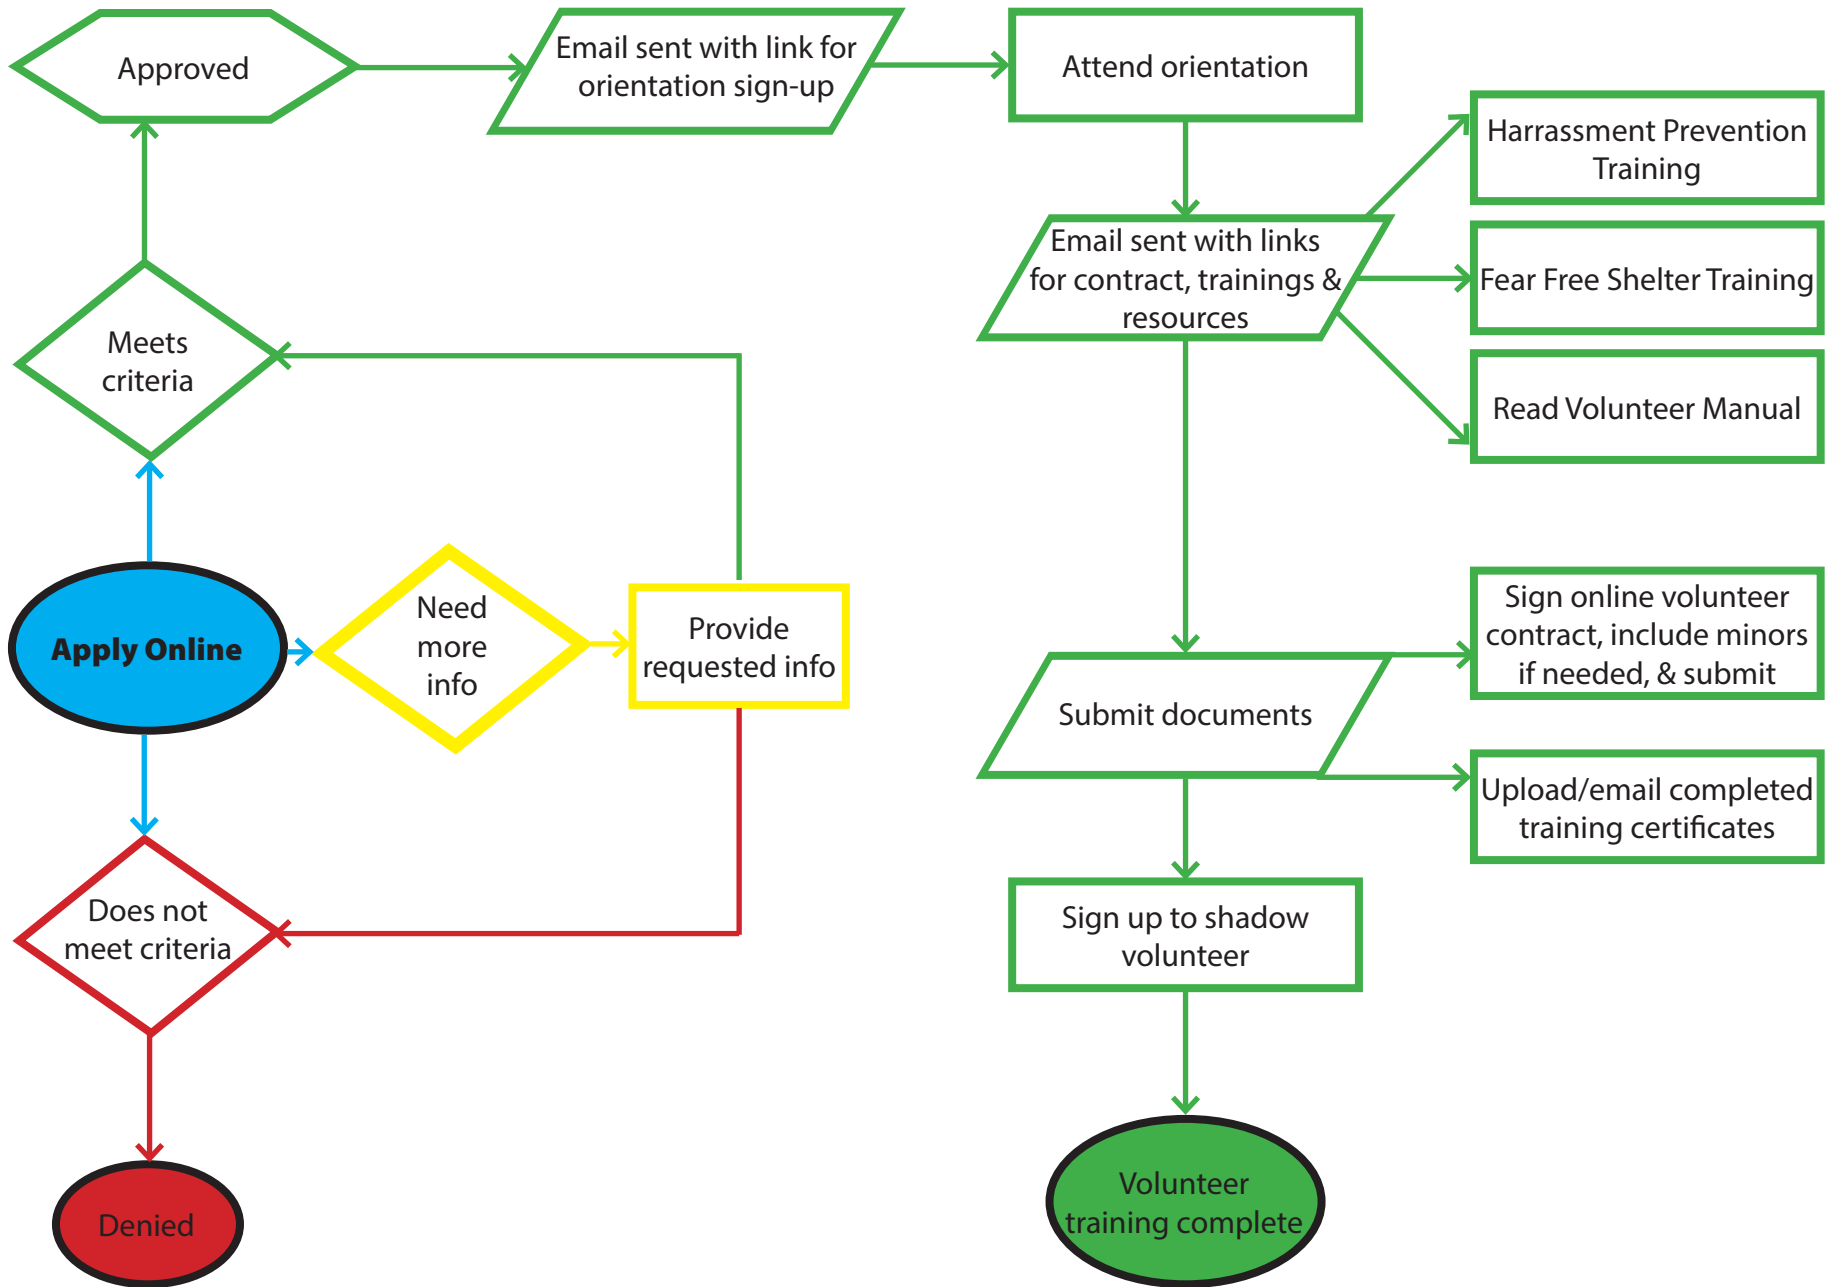 Approved
Email sent with link for
orientation sign-up
Attend orientation
Harrassment Prevention
Training
Email sent with links
for contract, trainings &
resources
Fear Free Shelter Training
Read Volunteer Manual
Meets
criteria
Apply Online
Need
more
info
Provide
requested info
Sign online volunteer
contract, include minors
if needed, & submit
Submit documents
Upload/email completed
training certificates
Does not
meet criteria
Sign up to shadow
volunteer
Denied
Volunteer
training complete